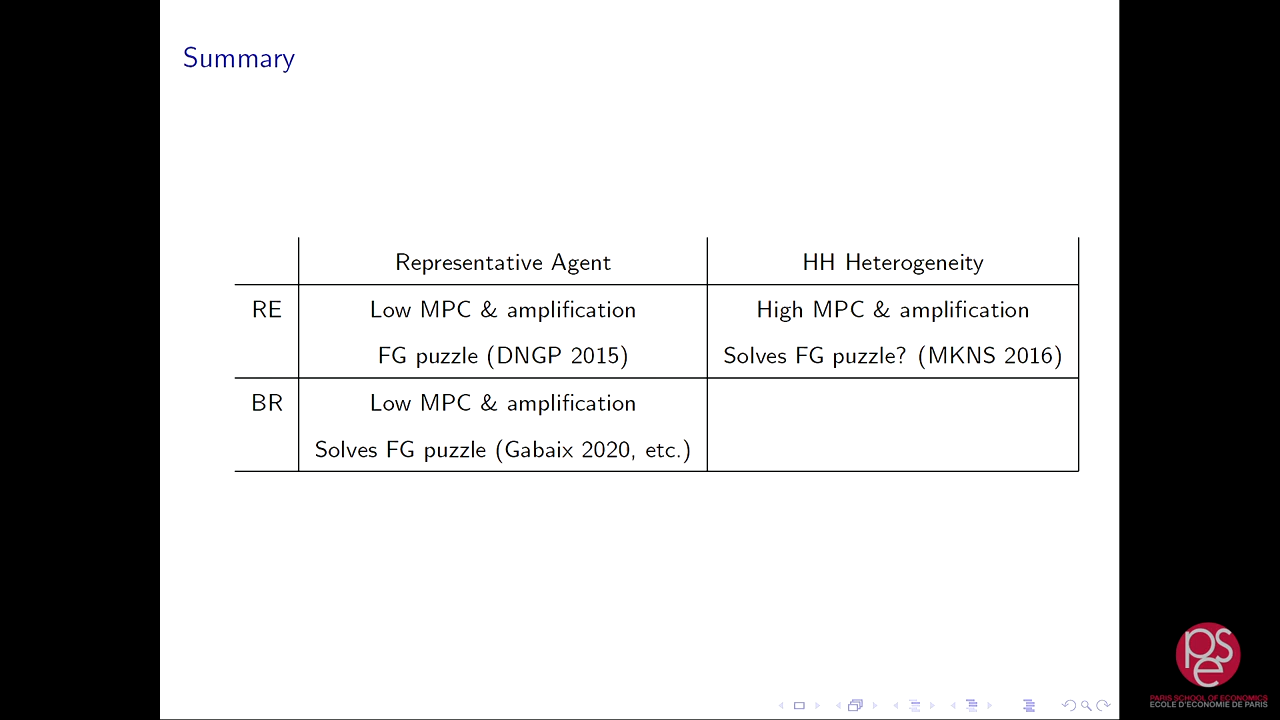 Summary
Representative Agent HH Heterogeneity
RE Low MPC & amplification High MPC & amplification
FG puzzle (DNGP 2015) Solves FG puzzle? (MKNS 2016)
BR Low MPC & amplification
Solves FG puzzle (Gabaix 2020, etc.)
pse
PARIS SCHOOL OF ECONOMICS
ECOLE D'ECONOMIE DE PARIS